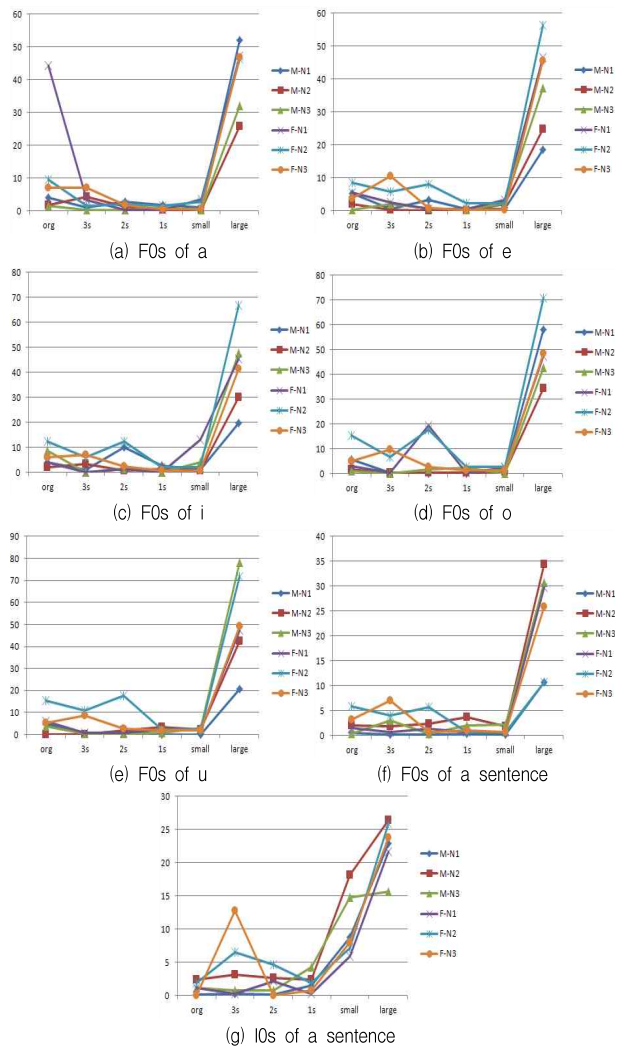 60
50
40
30
20
10
0
org 3s 2s 1s small large
M-N1
M-N2
M-N3
F-N1
F-N2
F-N3
(a) F0s of a
60
50
40
30
20
10
0
org 3s 2s 1s small large
M-N1
M-N2
M-N3
F-N1
F-N2
F-N3
(b) F0s of e
80
70
60
50
40
30
20
10
0
org 3s 2s 1s small large
M-N1
M-N2
M-N3
F-N1
F-N2
F-N3
(c) F0s of i
80
70
60
50
40
30
20
10
0
org 3s 2s 1s small large
M-N1
M-N2
M-N3
F-N1
F-N2
F-N3
(d) F0s of o
90
80
70
60
50
40
30
20
10
0
org 3s 2s 1s small large
M-N1
M-N2
M-N3
F-N1
F-N2
F-N3
(e) F0s of u
40
35
30
25
20
15
10
5
0
org 3s 2s 1s small large
M-N1
M-N2
M-N3
F-N1
F-N2
F-N3
(f) F0s of a sentence
30
25
20
15
10
5
0
org 3s 2s 1s small large
M-N1
M-N2
M-N3
F-N1
F-N2
F-N3
(g) I0s of a sentence